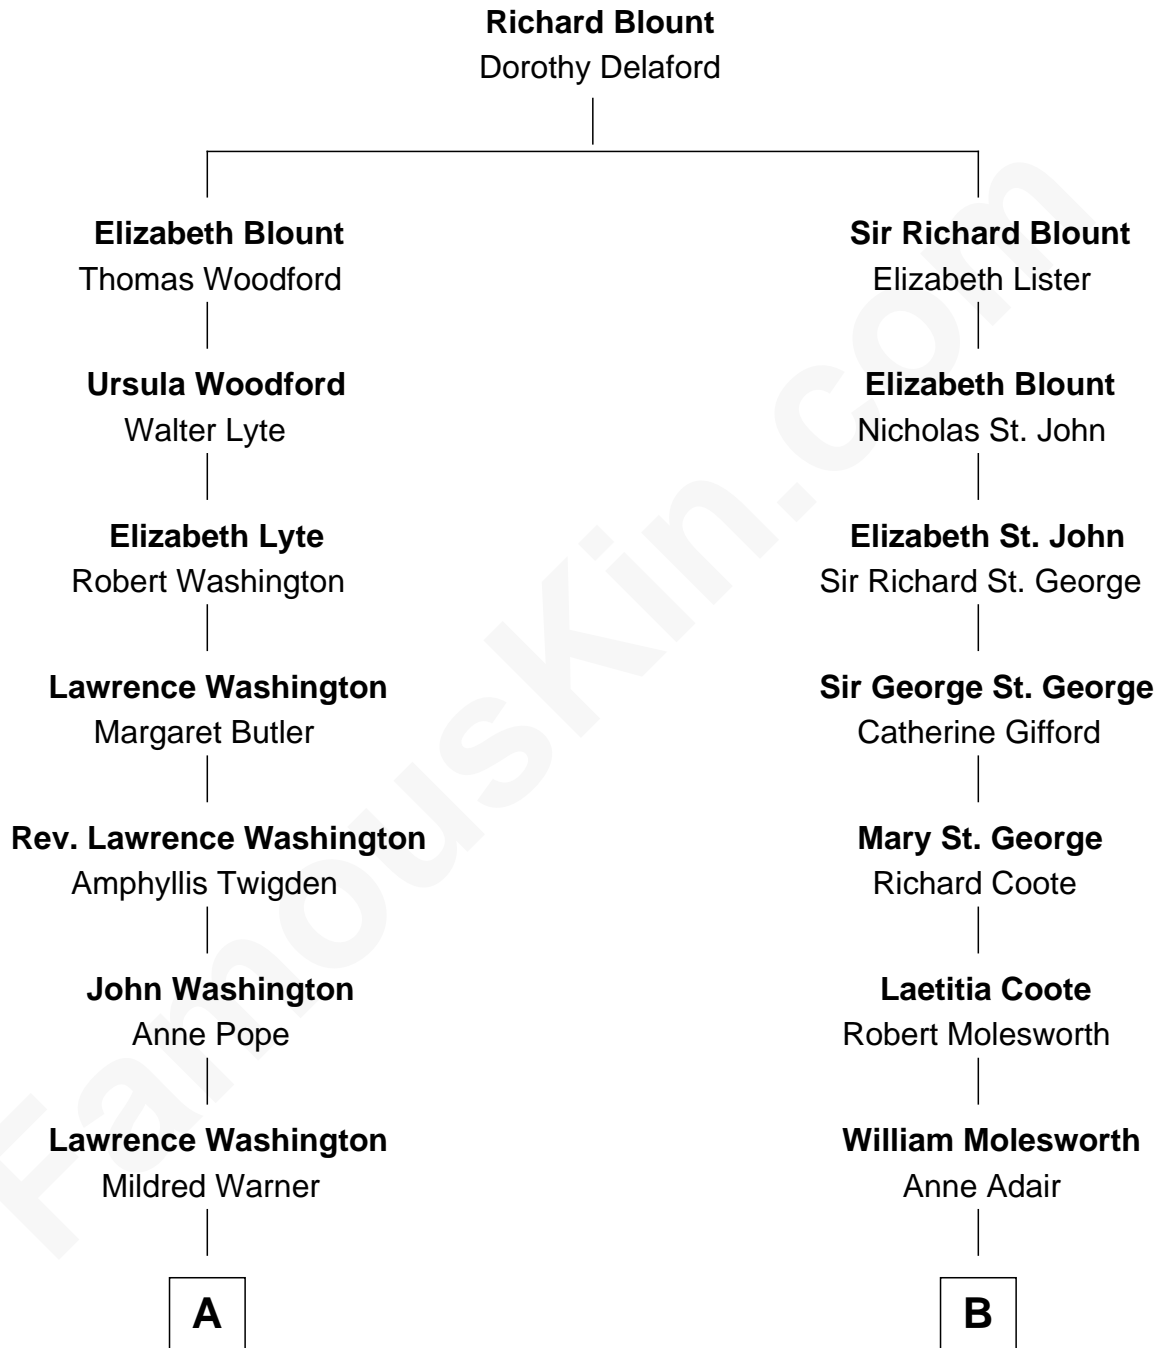 Richard Blount
Dorothy Delaford
Elizabeth Blount
Thomas Woodford
Sir Richard Blount
Elizabeth Lister
Ursula Woodford
Walter Lyte
Elizabeth Blount
Nicholas St. John
Elizabeth Lyte
Robert Washington
Elizabeth St. John
Sir Richard St. George
Lawrence Washington
Margaret Butler
Sir George St. George
Catherine Gifford
Rev. Lawrence Washington
Amphyllis Twigden
Mary St. George
Richard Coote
John Washington
Anne Pope
Laetitia Coote
Robert Molesworth
Lawrence Washington
Mildred Warner
William Molesworth
Anne Adair
A
B
FamousKin.com